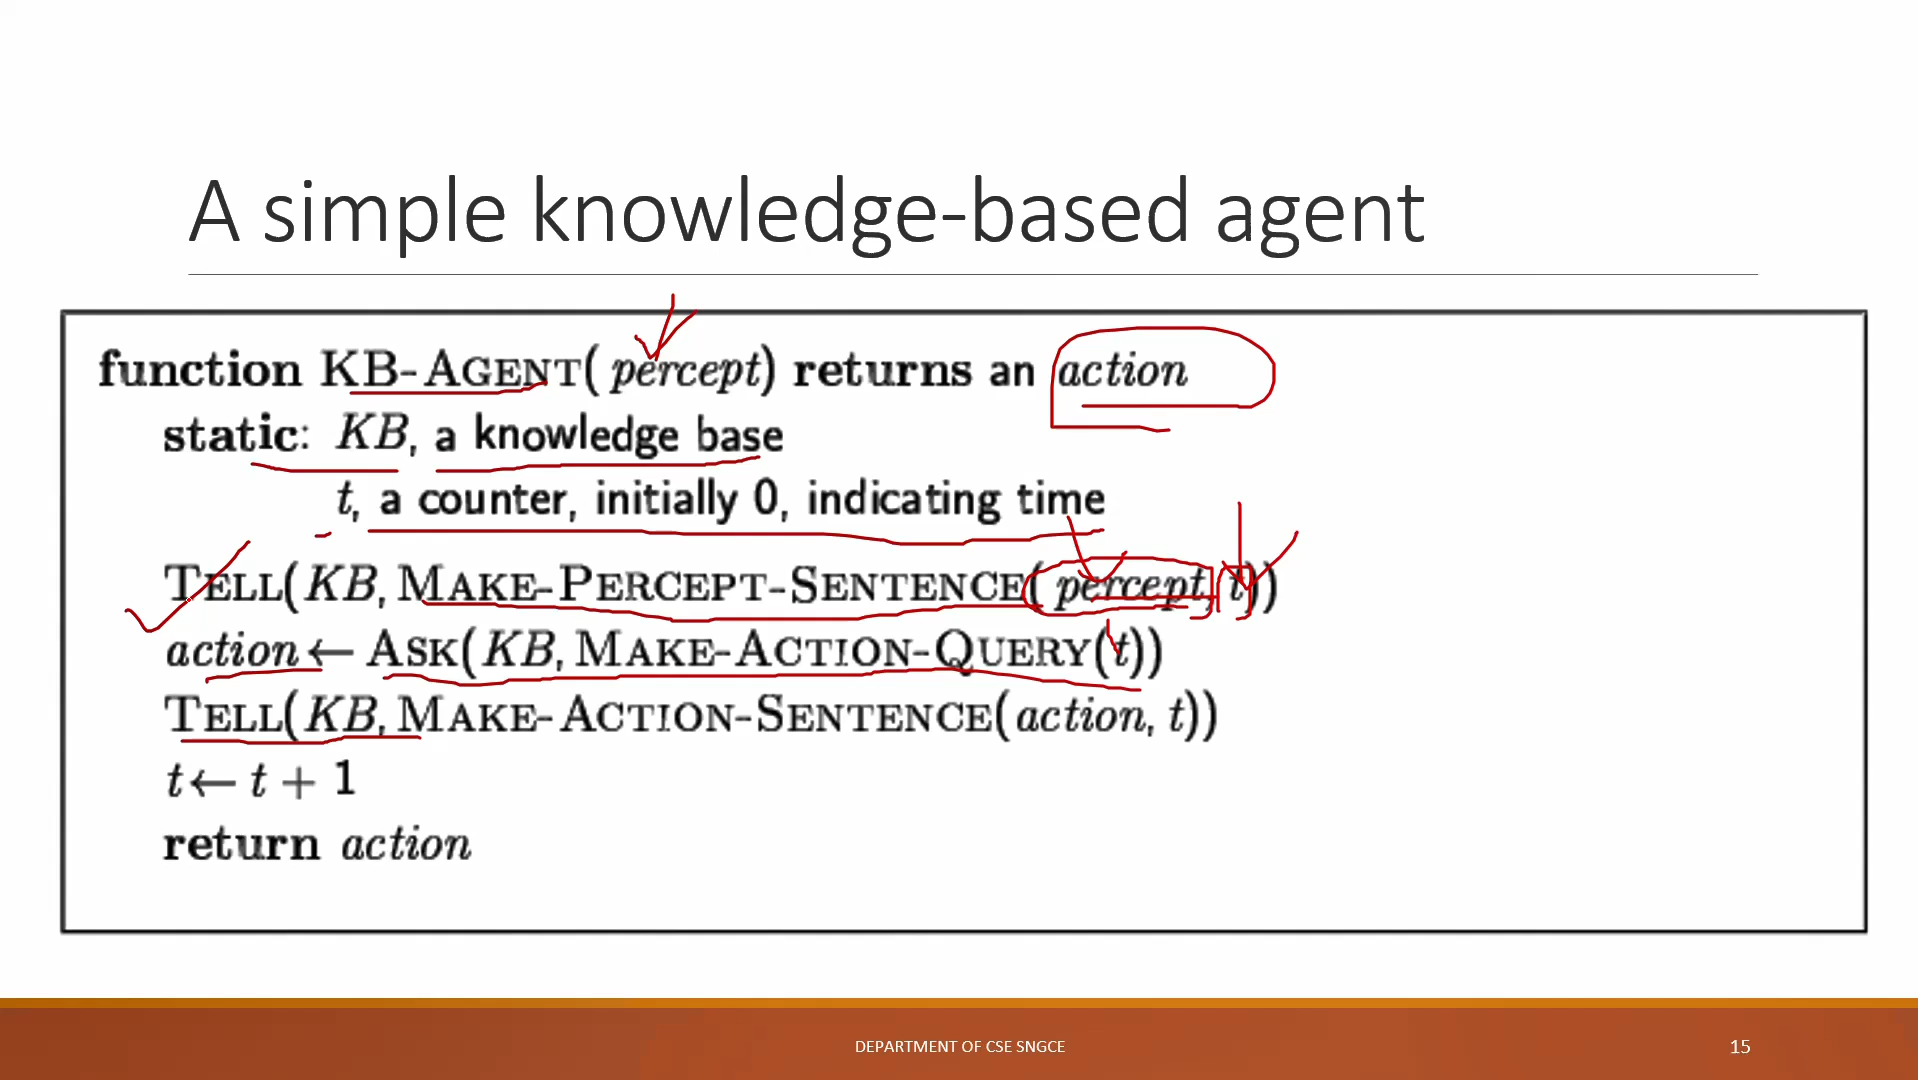 A simple knowledge-based agent
function KB-AGENT( percept) returns an action
static: KB, a knowledge base
t, a counter, initially 0, indicating time
TELL(KB, MAKE-PERCEPT-SENTENCE( percept, t))
action ← ASK(KB, MAKE-ACTION-QUERY(t))
TELL(KB, MAKE-ACTION-SENTENCE(action, t))
t ← t + 1
return action
DEPARTMENT OF CSE SNGCE
15